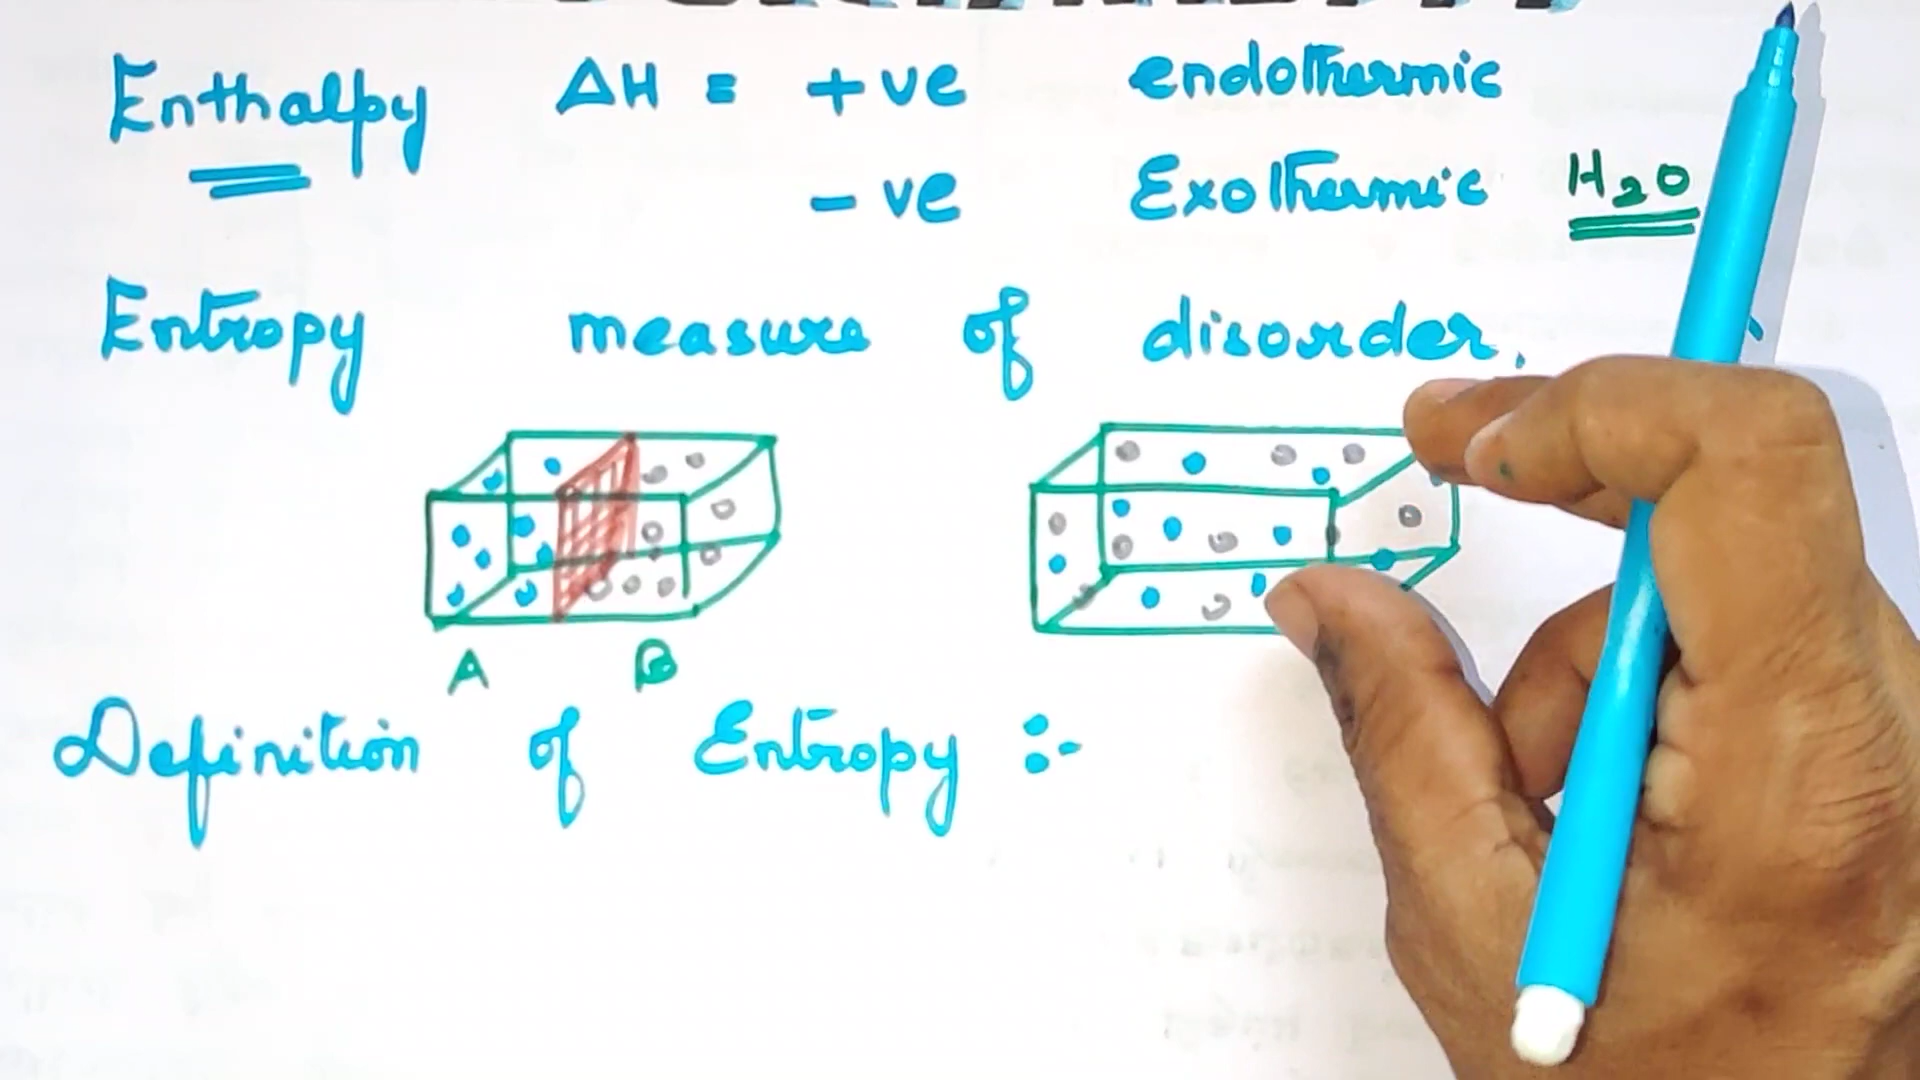 Enthalpy ΔH = +ve endothermic
-ve Exothermic H₂O
Entropy measure of disorder.
A B
Definition of Entropy :-